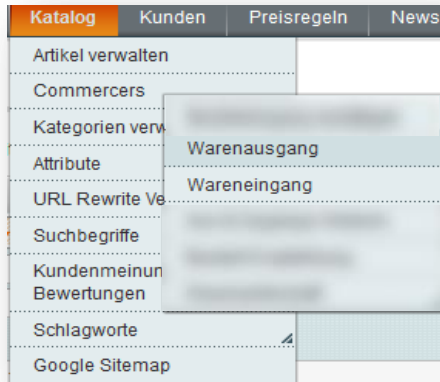 Katalog Kunden Preisregeln News
Artikel verwalten
Commercers
Kategorien verw
Warenausgang
Attribute
Wareneingang
URL Rewrite Ve
Suchbegriffe
Kundenmeinun
Bewertungen
Schlagworte
Google Sitemap